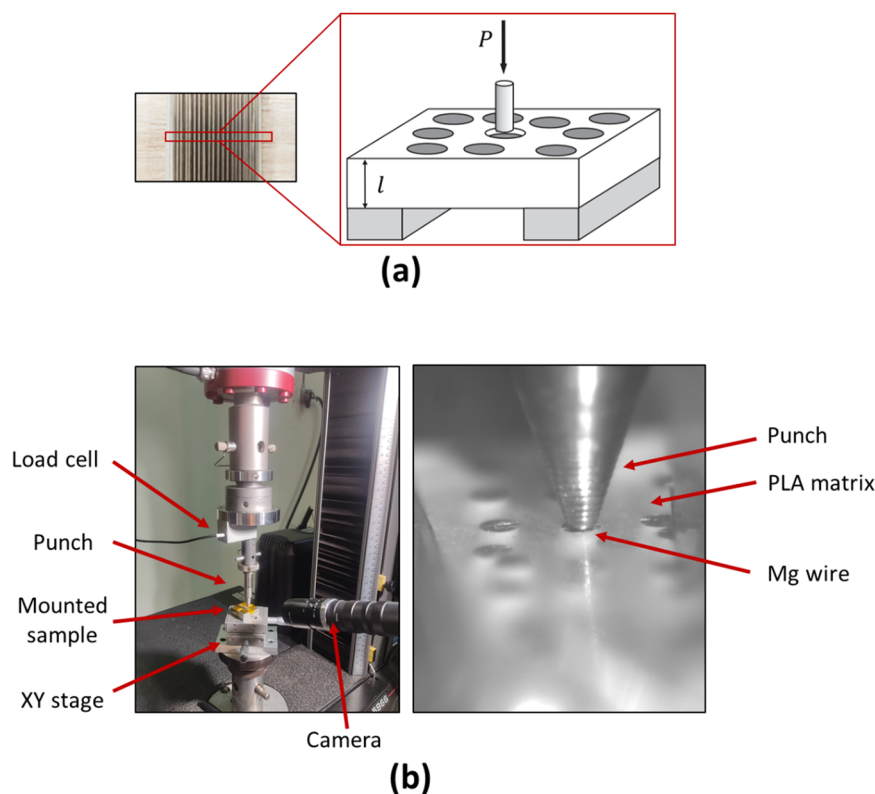 P
l
(a)
Load cell
Punch
Mounted
sample
XY stage
Camera
Punch
PLA matrix
Mg wire
(b)